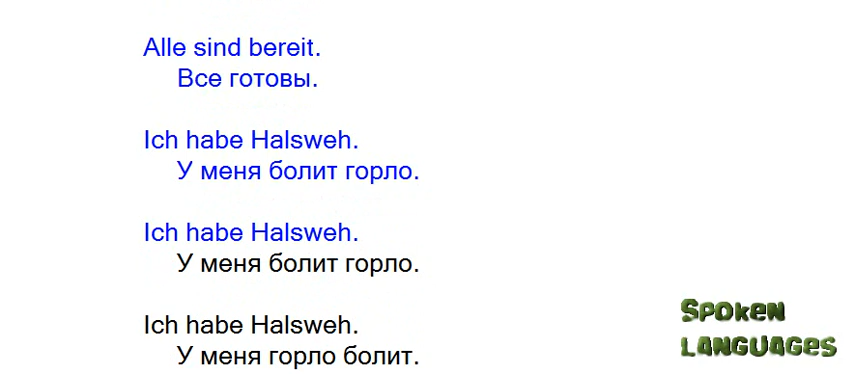 Alle sind bereit.
Все готовы.
Ich habe Halsweh.
У меня болит горло.
Ich habe Halsweh.
У меня болит горло.
Ich habe Halsweh.
У меня горло болит.
Spoken
Languages